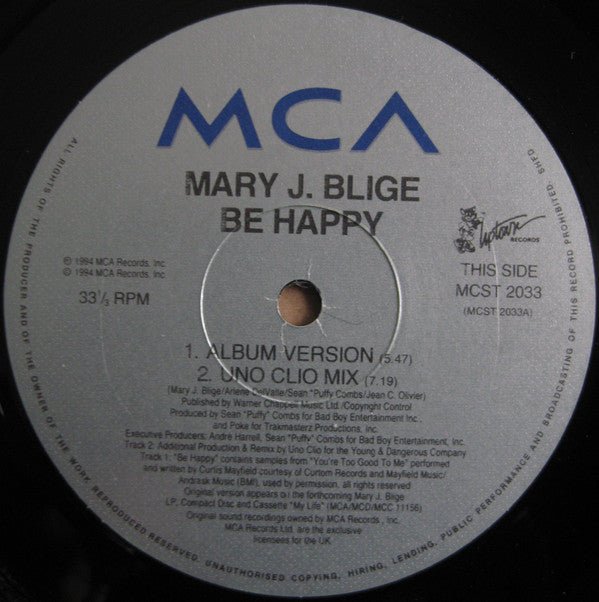 MCA
MARY J. BLIGE
BE HAPPY
℗ 1994 MCA Records, Inc.
© 1994 MCA Records, Inc.
33⅓ RPM
Uptown
RECORDS
THIS SIDE
MCST 2033
(MCST 2033A)
1. ALBUM VERSION (5.47)
2. UNO CLIO MIX (7.19)
(Mary J. Blige/Arlene DelValle/Sean "Puffy Combs/Jean C. Olivier)
Published by Warner Chappell Music Ltd./Copyright Control
Produced by Sean "Puffy" Combs for Bad Boy Entertainment Inc.
and Poke for Trakmasterz Productions, Inc.
Executive Producers: Andre Harrell, Sean "Puffy" Combs for Bad Boy Entertainment, Inc.
Track 2: Additional Production & Remix by Uno Clio for the Young & Dangerous Company
Track 1: "Be Happy" contains samples from "You're Too Good To Me" performed
and written by Curtis Mayfield courtesy of Curtom Records and Mayfield Music/
Andrask Music (BMI), used by permission, all rights reserved
Original version appears on the forthcoming Mary J. Blige
LP, Compact Disc and Cassette "My Life" (MCA/MCD/MCC 11156)
Original sound recordings owned by MCA Records, Inc.
MCA Records Ltd. are the exclusive
licensees for the UK
ALL RIGHTS OF THE PRODUCER AND OF THE OWNER OF THE WORK REPRODUCED RESERVED. UNAUTHORISED COPYING, HIRING, LENDING, PUBLIC PERFORMANCE AND BROADCASTING OF THIS RECORD PROHIBITED. SHFD